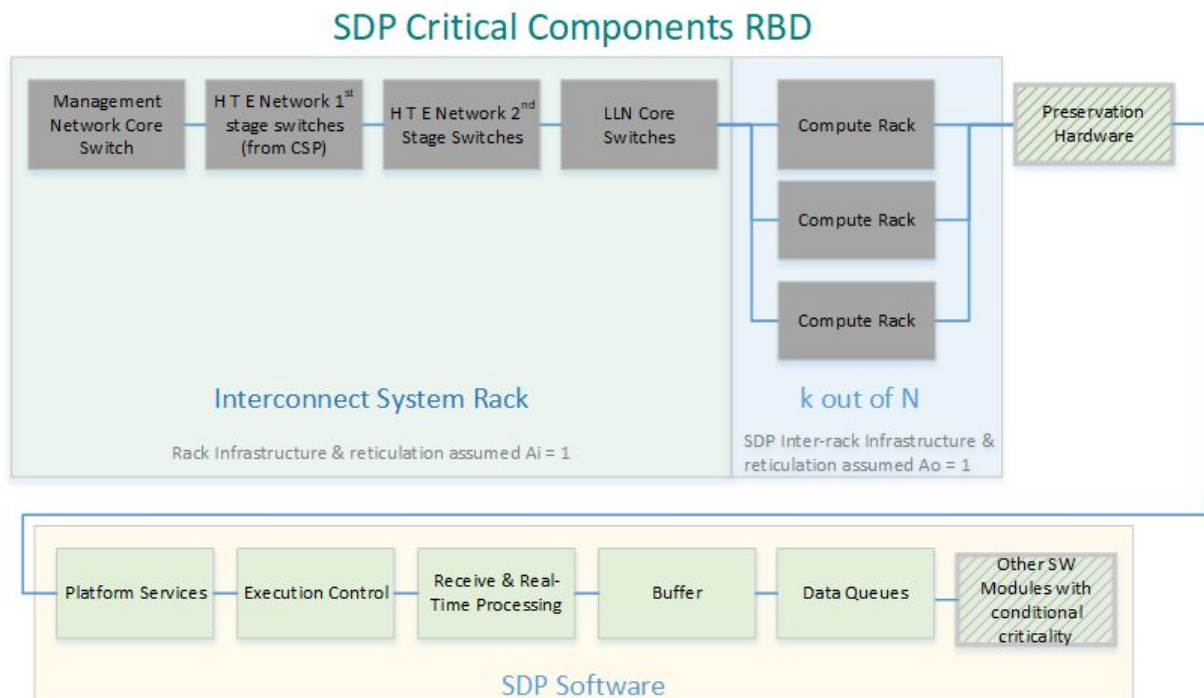 SDP Critical Components RBD
Management
Network Core
Switch
H T E Network 1st
stage switches
(from CSP)
H T E Network 2nd
Stage Switches
LLN Core
Switches
Compute Rack
Compute Rack
Compute Rack
Preservation
Hardware
Interconnect System Rack
Rack Infrastructure & reticulation assumed Ai = 1
k out of N
SDP Inter-rack Infrastructure &
reticulation assumed Ao = 1
Platform Services
Execution Control
Receive & Real-
Time Processing
Buffer
Data Queues
Other SW
Modules with
conditional
criticality
SDP Software